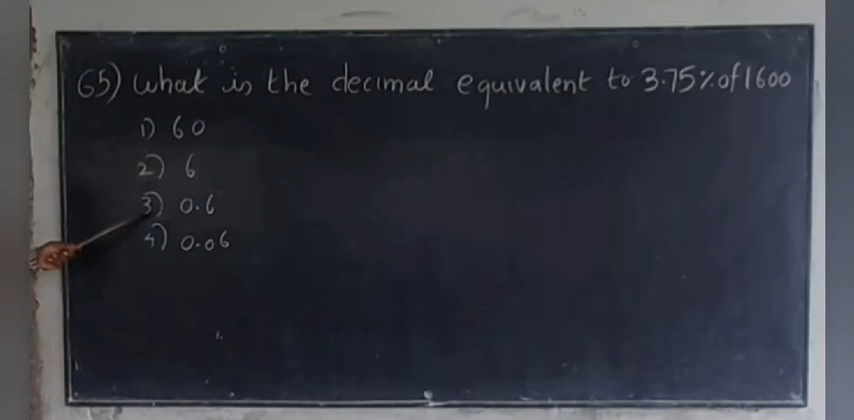 65) What is the decimal equivalent to 3.75% of 1600
1) 60
2) 6
3) 0.6
4) 0.06